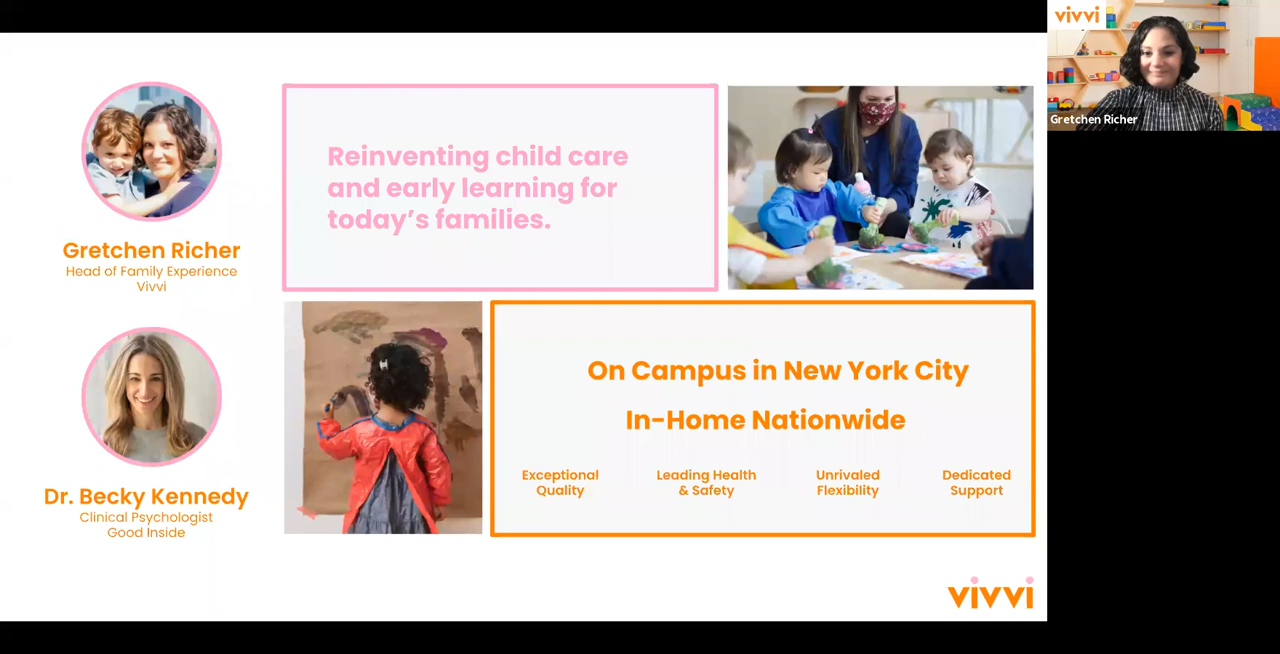 Gretchen Richer
Head of Family Experience
Vivvi
Dr. Becky Kennedy
Clinical Psychologist
Good Inside
Reinventing child care
and early learning for
today's families.
On Campus in New York City
In-Home Nationwide
Exceptional
Quality
Leading Health
& Safety
Unrivaled
Flexibility
Dedicated
Support
vivvi
vivvi
Gretchen Richer